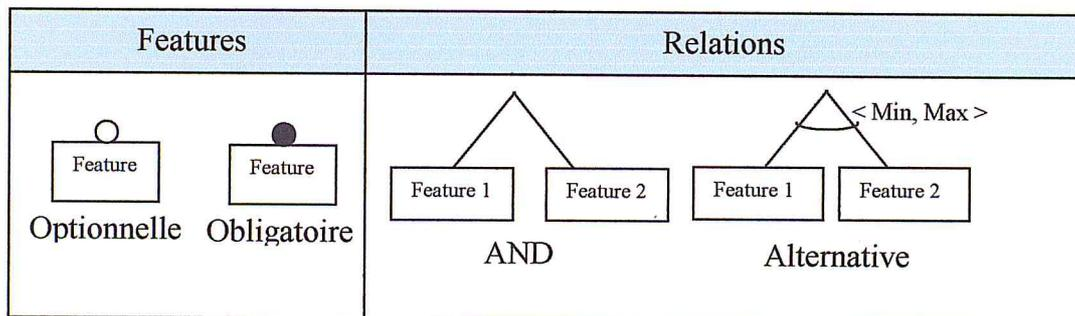 Features
Relations
Feature
Feature
Optionnelle
Obligatoire
Feature 1
Feature 2
AND
< Min, Max >
Feature 1
Feature 2
Alternative